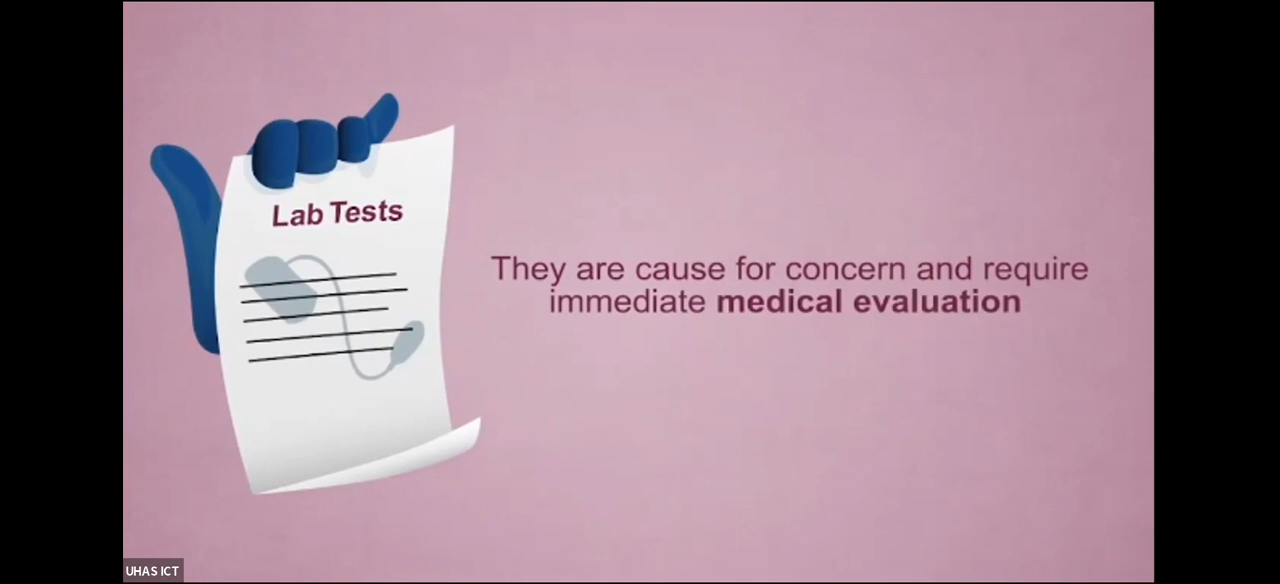 Lab Tests
They are cause for concern and require
immediate medical evaluation
UHAS ICT